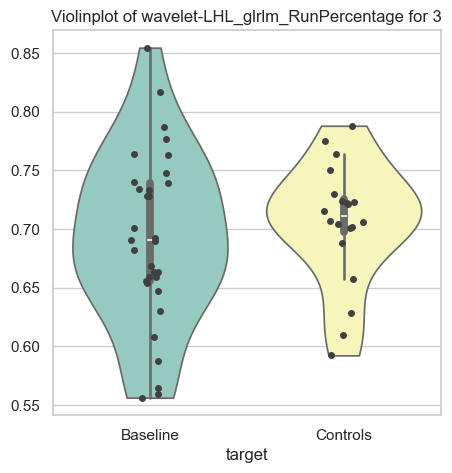 Violinplot of wavelet-LHL_glrlm_RunPercentage for 3
0.85
0.80
0.75
0.70
0.65
0.60
0.55
Baseline
Controls
target